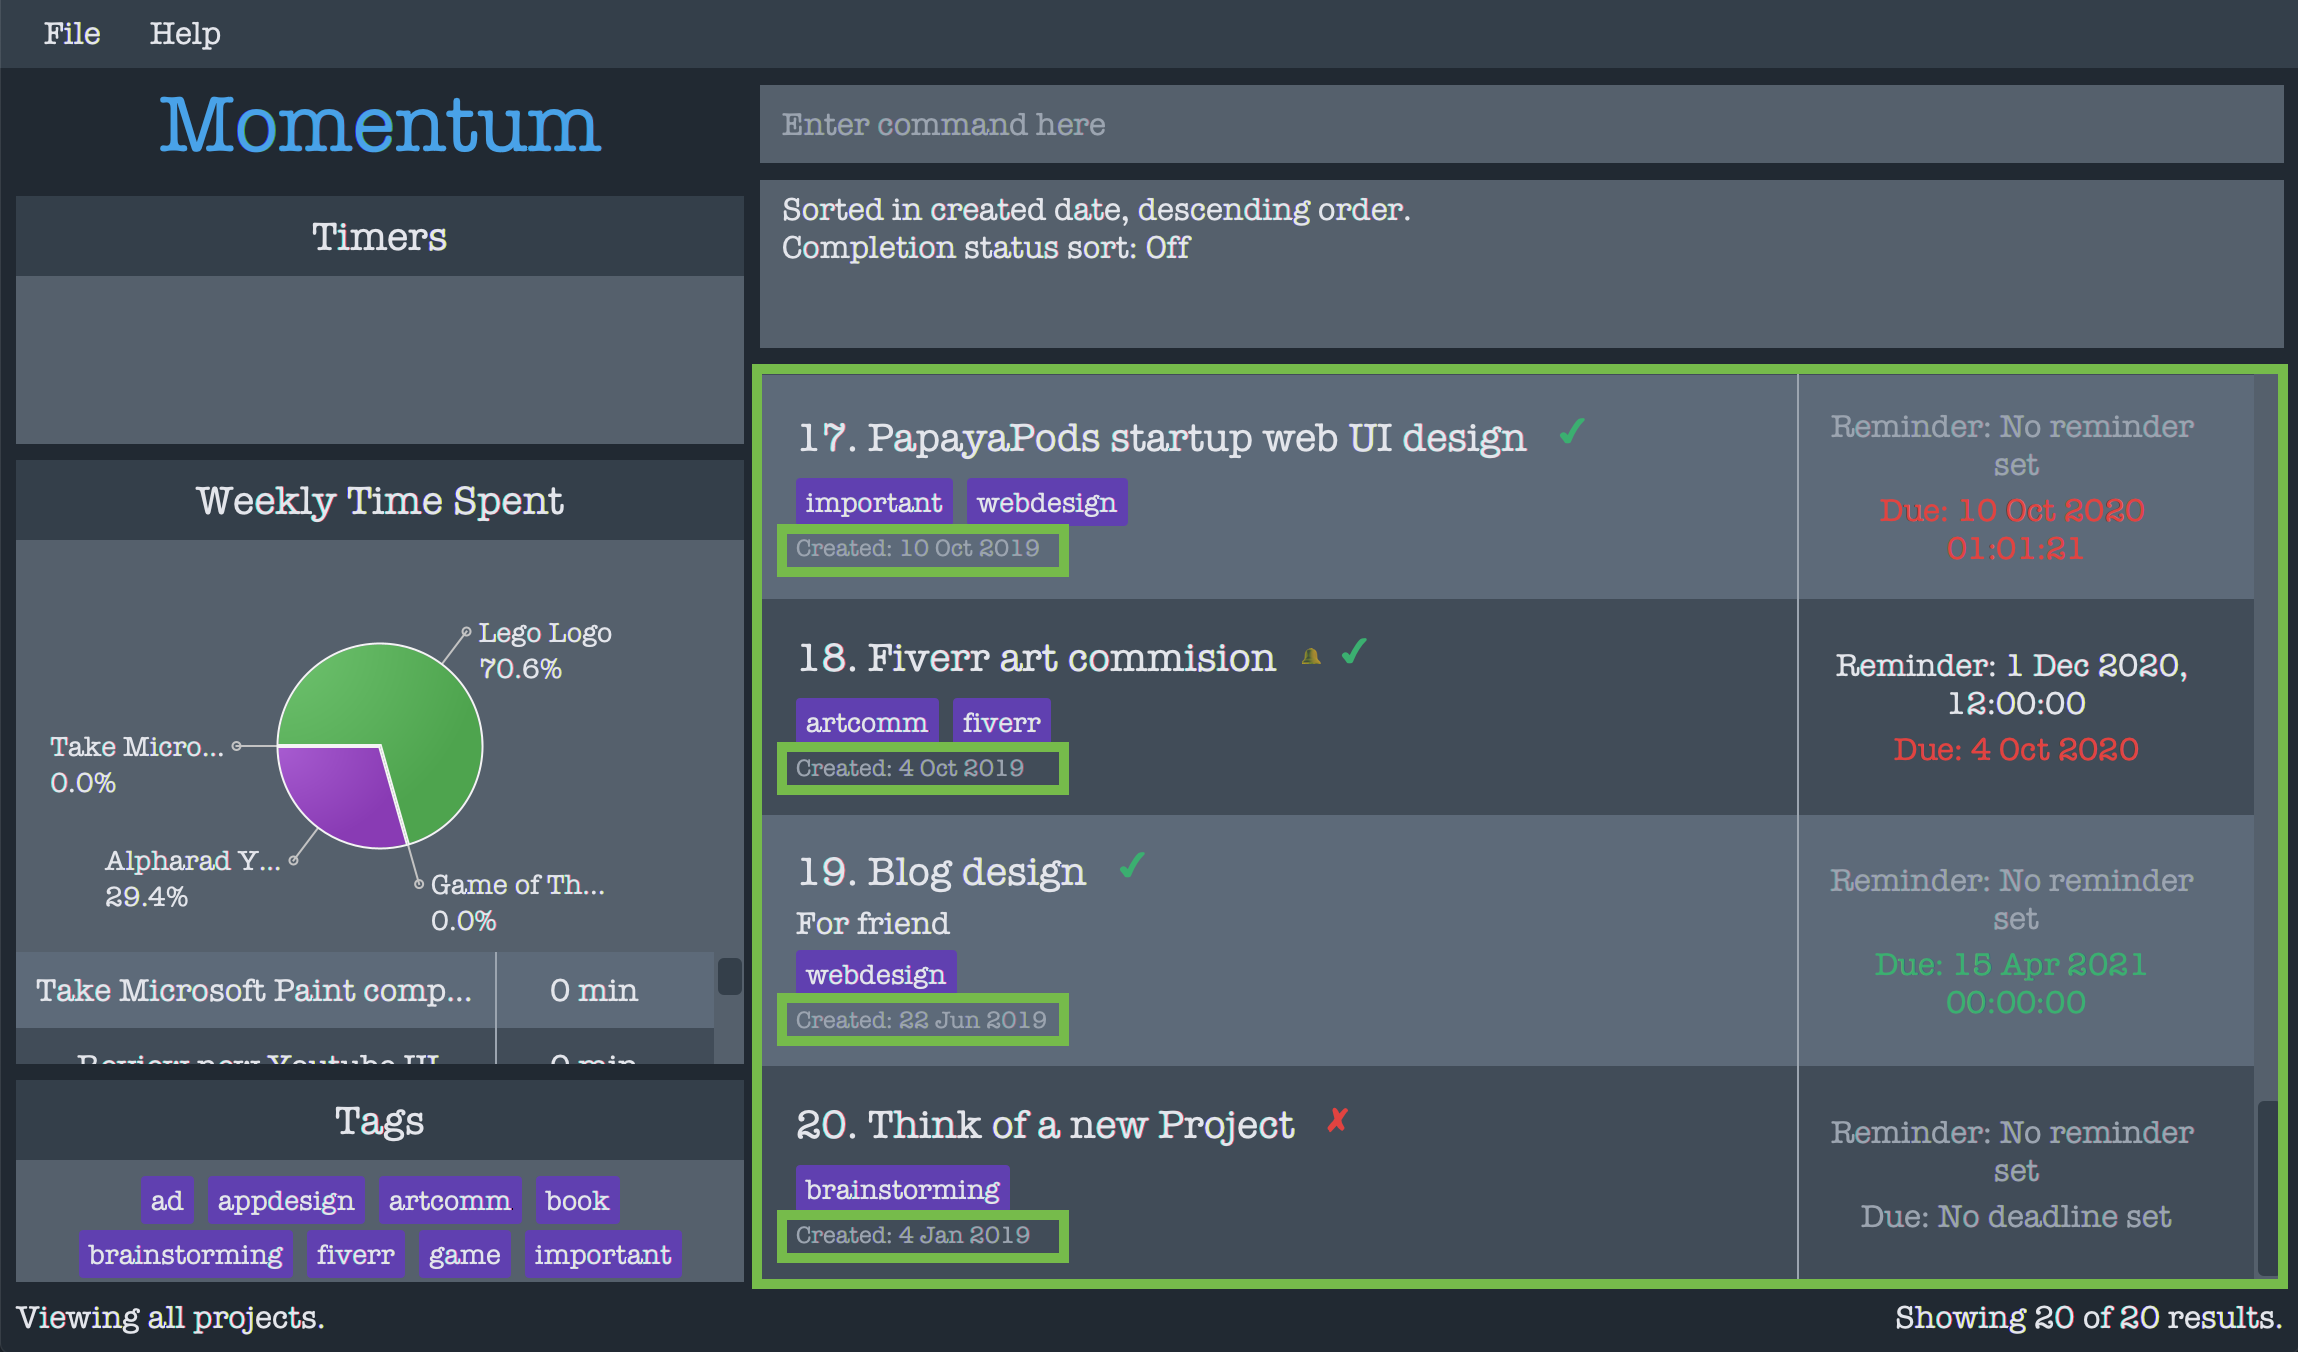 File Help
Momentum
Enter command here
Sorted in created date, descending order.
Completion status sort: Off
Timers
Weekly Time Spent
Lego Logo
70.6%
Take Micro...
0.0%
Alpharad Y...
29.4%
Game of Th...
0.0%
Take Microsoft Paint comp... 0 min
Review new Youtube UI 0 min
Tags
ad appdesign artcomm book
brainstorming fiverr game important
17. PapayaPods startup web UI design
important webdesign
Created: 10 Oct 2019
Reminder: No reminder
set
Due: 10 Oct 2020
01:01:21
18. Fiverr art commision
artcomm fiverr
Created: 4 Oct 2019
Reminder: 1 Dec 2020,
12:00:00
Due: 4 Oct 2020
19. Blog design
For friend
webdesign
Created: 22 Jun 2019
Reminder: No reminder
set
Due: 15 Apr 2021
00:00:00
20. Think of a new Project
brainstorming
Created: 4 Jan 2019
Reminder: No reminder
set
Due: No deadline set
Viewing all projects.
Showing 20 of 20 results.